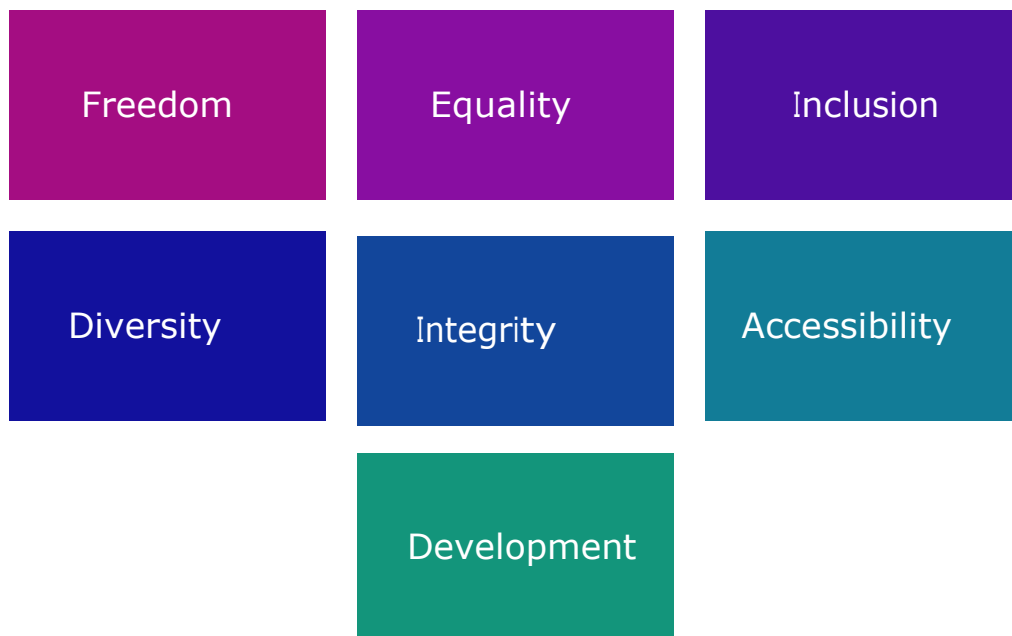 Freedom
Equality
Inclusion
Diversity
Integrity
Accessibility
Development